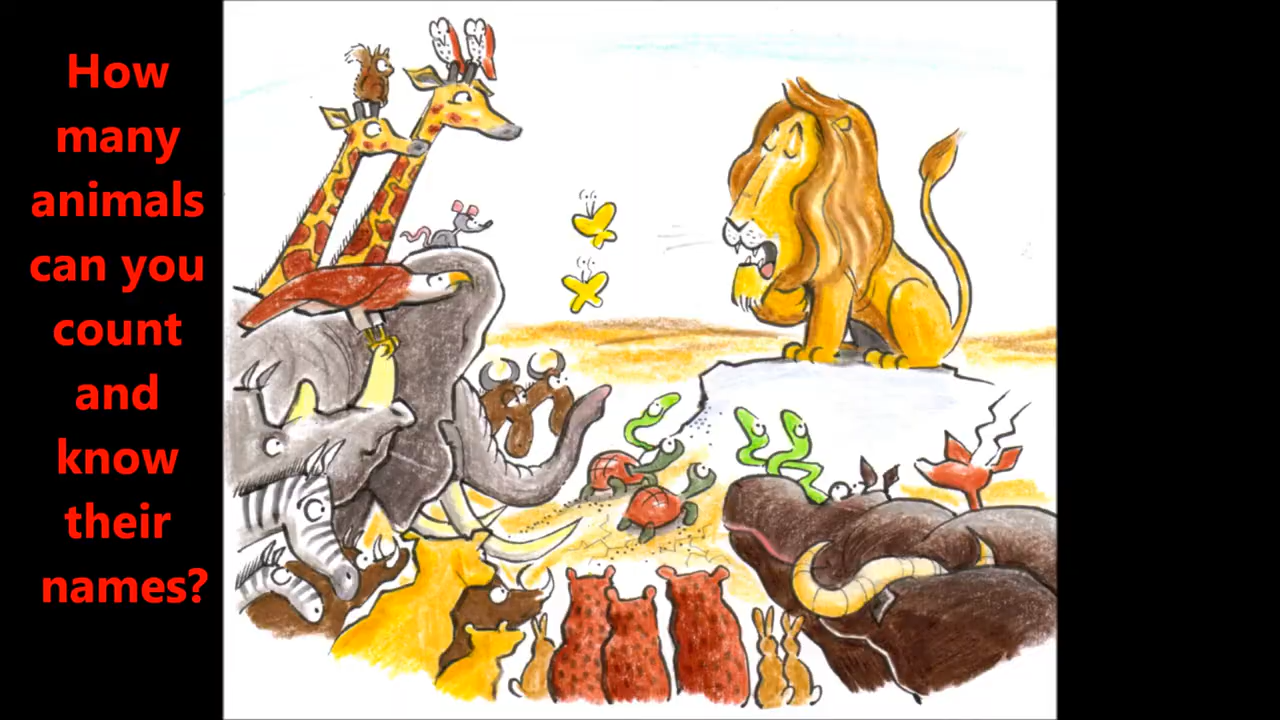 How
many
animals
can you
count
and
know
their
names?